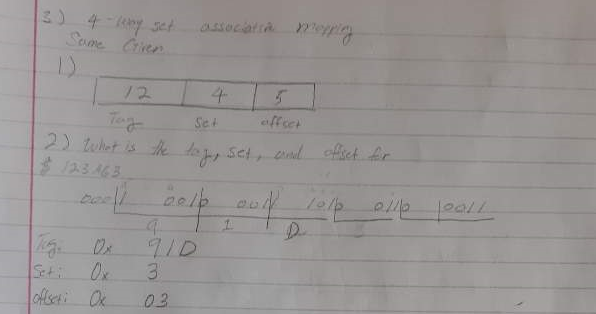 3) 4-way set associative mapping
Same Given
1)
12 4 5
Tag Set offset
2) What is the tag, set, and offset for
$ 123A63
0001 0010 0011 1010 0110 0011
9 1 D
Tag: 0x 91D
Set: 0x 3
offset: 0x 03